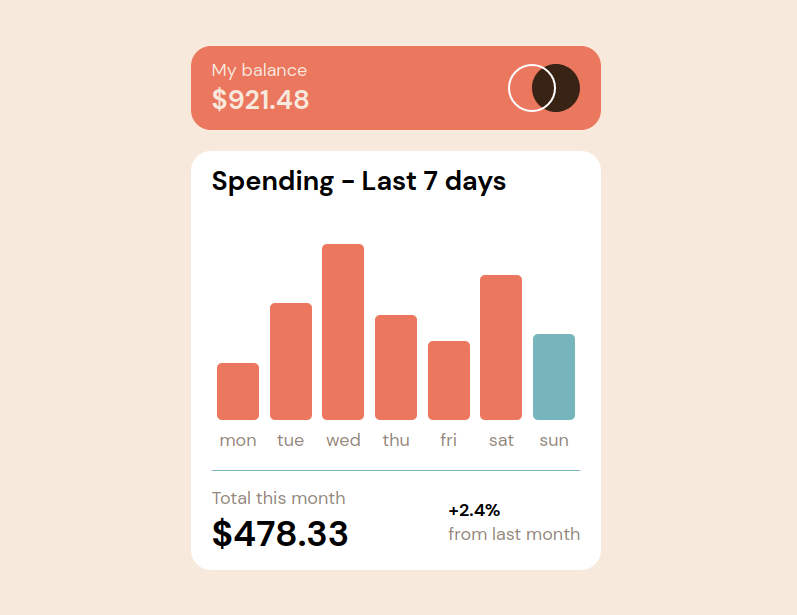 My balance
$921.48
Spending - Last 7 days
mon tue wed thu fri sat sun
Total this month
$478.33
+2.4%
from last month